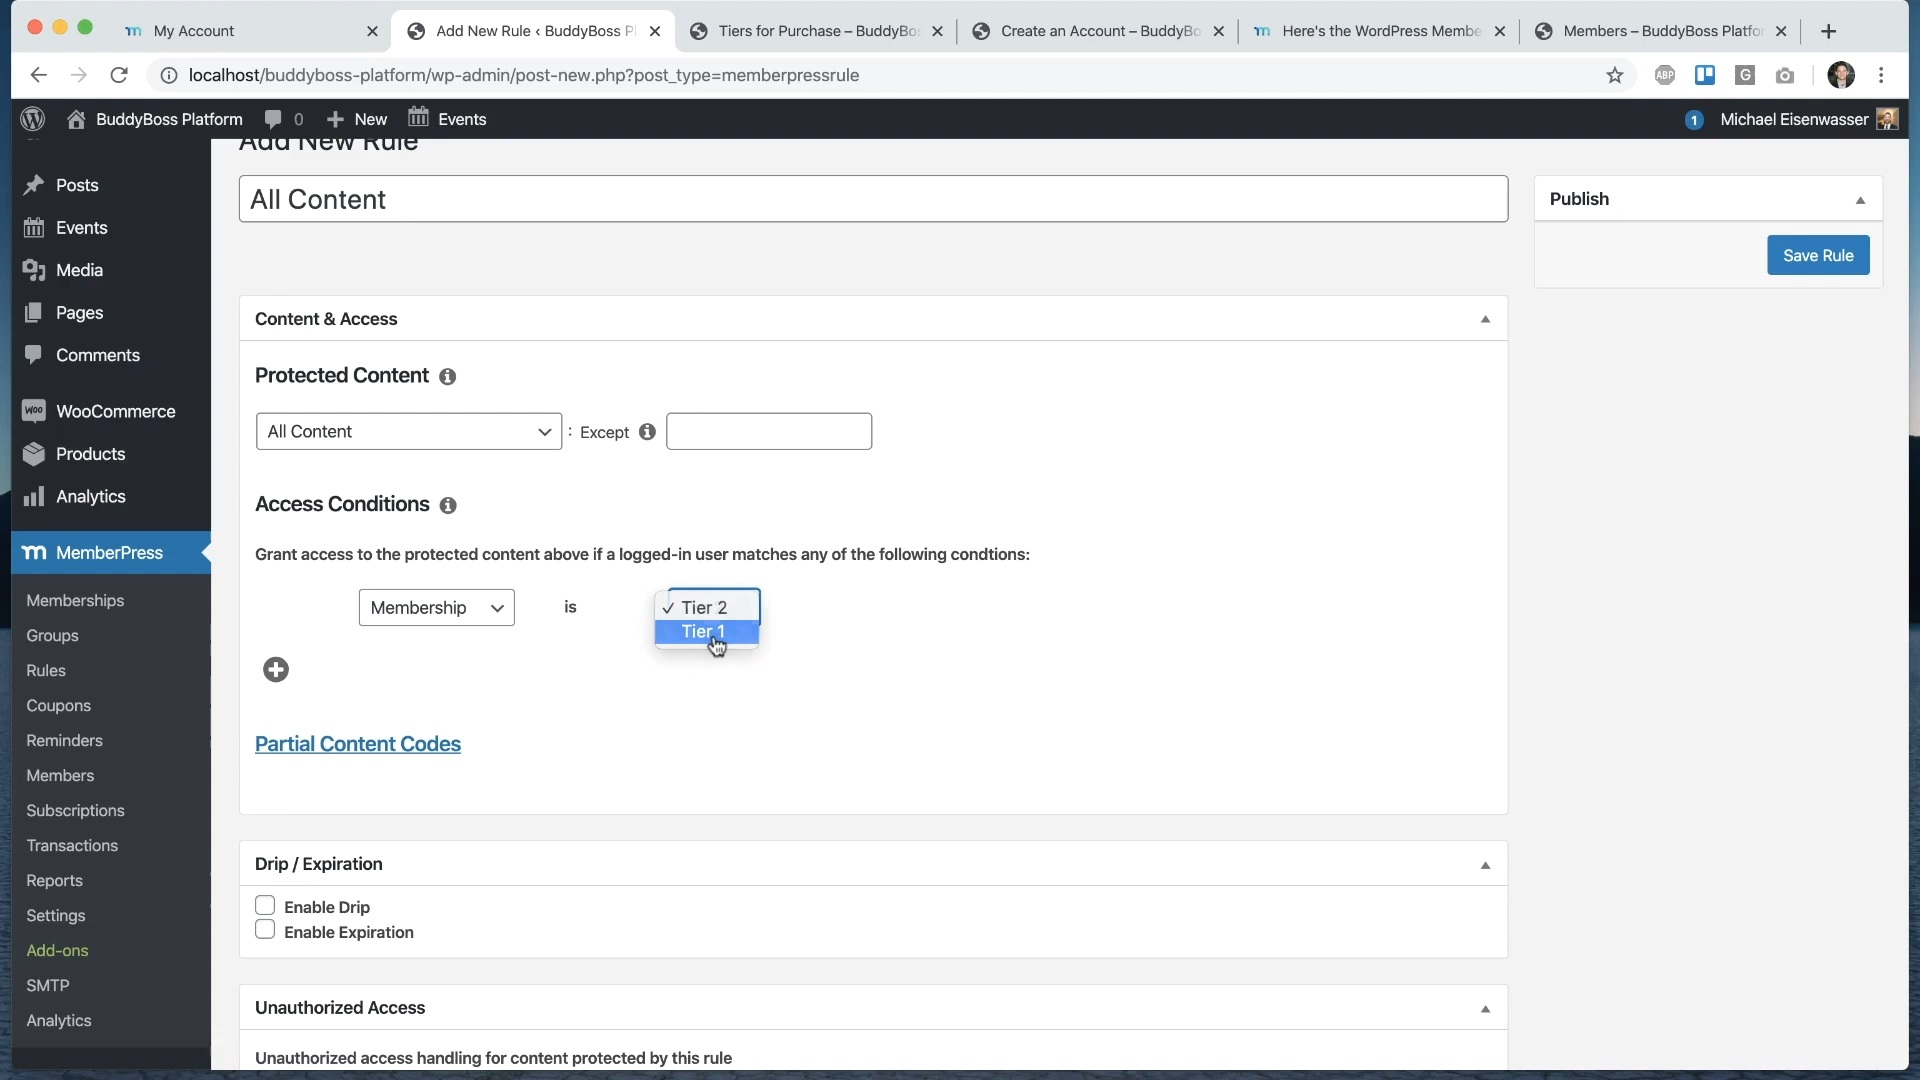 My Account
Add New Rule ‹ BuddyBoss Pl
Tiers for Purchase – BuddyBo
Create an Account – BuddyBo
Here's the WordPress Membe
Members – BuddyBoss Platfor
localhost/buddyboss-platform/wp-admin/post-new.php?post_type=memberpressrule
ABP
G
BuddyBoss Platform
0
New
Events
1
Michael Eisenwasser
Add New Rule
Posts
Events
Media
Pages
Comments
Woo WooCommerce
Products
Analytics
MemberPress
Memberships
Groups
Rules
Coupons
Reminders
Members
Subscriptions
Transactions
Reports
Settings
Add-ons
SMTP
Analytics
All Content
Content & Access
Protected Content
All Content
: Except
Access Conditions
Grant access to the protected content above if a logged-in user matches any of the following condtions:
Membership
is
✓ Tier 2
Tier 1
Partial Content Codes
Drip / Expiration
Enable Drip
Enable Expiration
Unauthorized Access
Unauthorized access handling for content protected by this rule
Publish
Save Rule